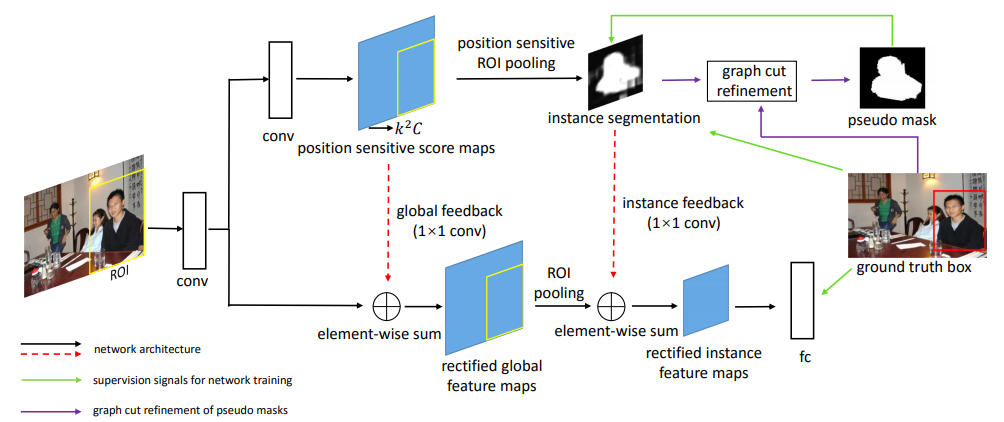 position sensitive
ROI pooling
graph cut
refinement
conv
k²C
position sensitive score maps
instance segmentation
pseudo mask
ROI
conv
global feedback
(1×1 conv)
instance feedback
(1×1 conv)
ground truth box
ROI
pooling
element-wise sum
element-wise sum
rectified global
feature maps
rectified instance
feature maps
fc
network architecture
supervision signals for network training
graph cut refinement of pseudo masks